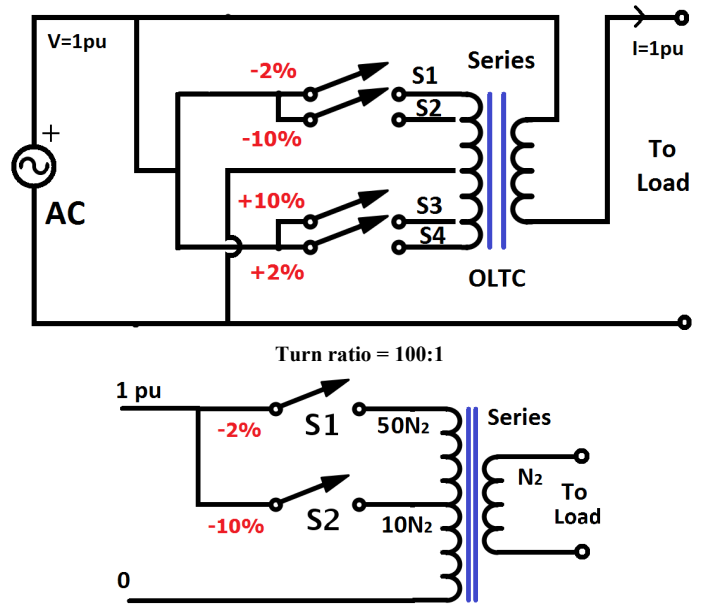 V=1pu
I=1pu
Series
-2%
S1
S2
-10%
+
AC
To
Load
+10%
S3
S4
+2%
OLTC
Turn ratio = 100:1
1 pu
-2%
S1
50N₂
Series
N₂
To
Load
-10%
S2
10N₂
0